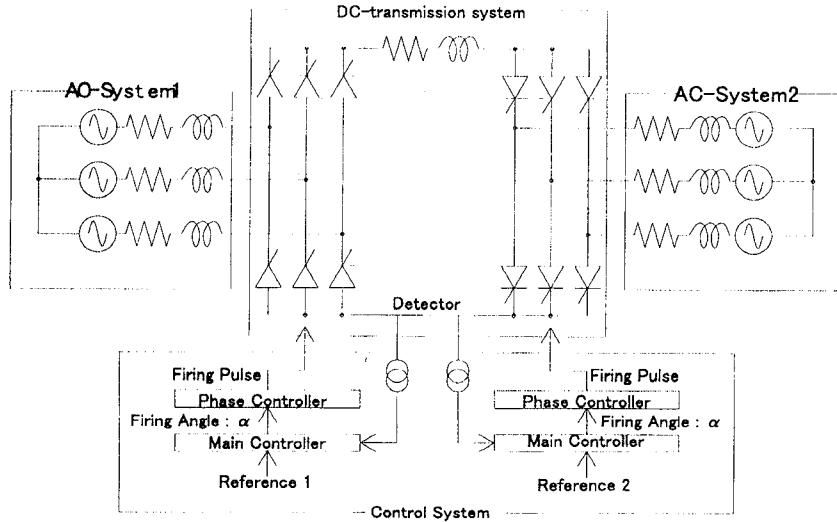 DC-transmission system
AO-System1
AC-System2
Detector
Firing Pulse
Phase Controller
Firing Angle : α
Main Controller
Reference 1
Firing Pulse
Phase Controller
Firing Angle : α
Main Controller
Reference 2
Control System